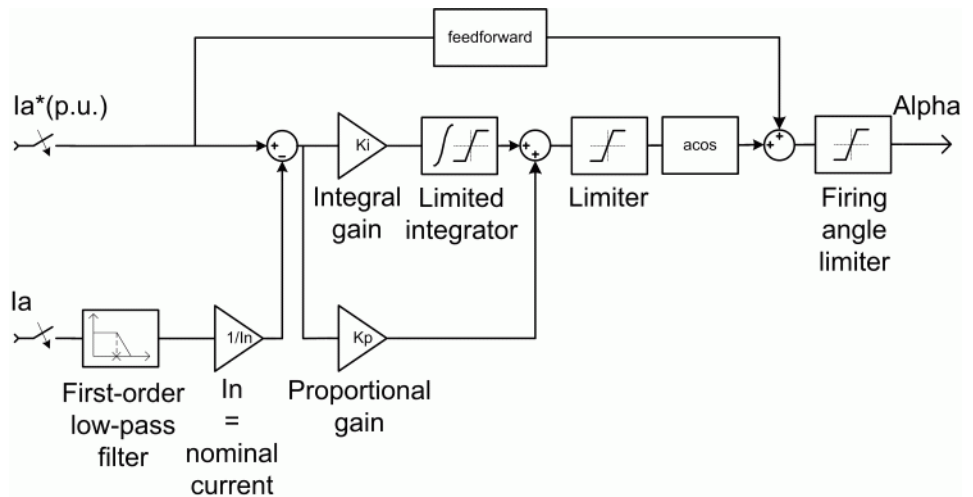 feedforward
Ia*(p.u.)
Alpha
+
-
Ki
+
+
acos
+
+
Integral
gain
Limited
integrator
Limiter
Firing
angle
limiter
Ia
1/In
Kp
First-order
low-pass
filter
In
=
nominal
current
Proportional
gain